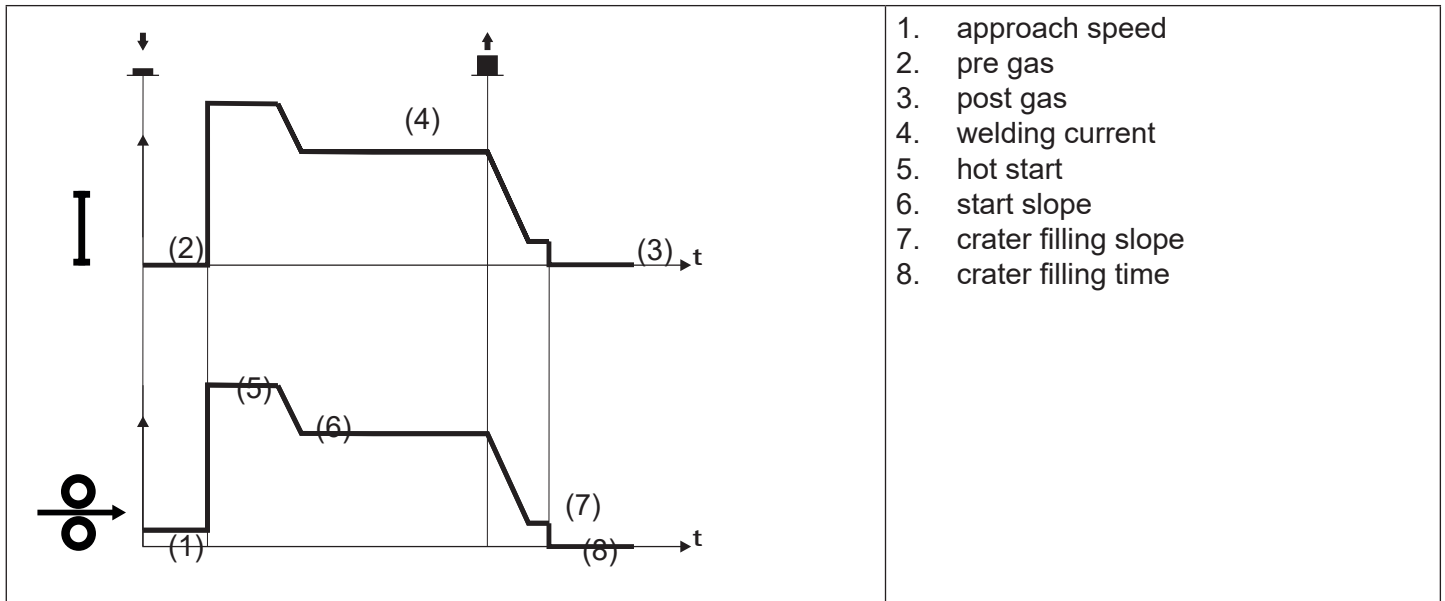 (4)
(2)
(3)
t
(5)
(6)
(7)
t
(1)
(8)
1. approach speed
2. pre gas
3. post gas
4. welding current
5. hot start
6. start slope
7. crater filling slope
8. crater filling time